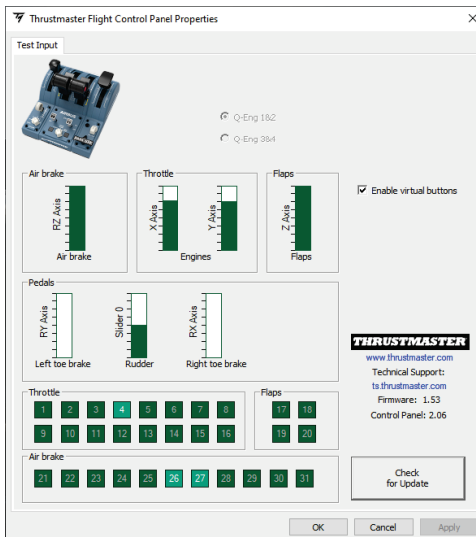 Thrustmaster Flight Control Panel Properties
Test Input
Q-Eng 1&2
Q-Eng 3&4
Air brake
Throttle
Flaps
RZ Axis
X Axis
Y Axis
Z Axis
Air brake
Engines
Flaps
Enable virtual buttons
Pedals
RY Axis
Slider 0
RX Axis
Left toe brake
Rudder
Right toe brake
THRUSTMASTER
www.thrustmaster.com
Technical Support:
ts.thrustmaster.com
Firmware: 1.53
Control Panel: 2.06
Throttle
1 2 3 4 5 6 7 8
9 10 11 12 13 14 15 16
Flaps
17 18
19 20
Air brake
21 22 23 24 25 26 27 28 29 30 31
Check
for Update
OK
Cancel
Apply